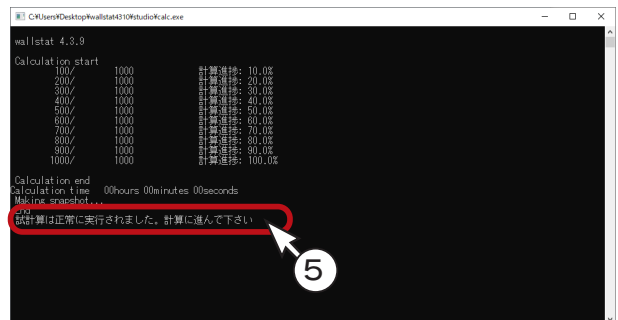 C:¥Users¥Desktop¥wallstat4310¥studio¥calc.exe
wallstat 4.3.9
Calculation start
100/ 1000 計算進捗: 10.0%
200/ 1000 計算進捗: 20.0%
300/ 1000 計算進捗: 30.0%
400/ 1000 計算進捗: 40.0%
500/ 1000 計算進捗: 50.0%
600/ 1000 計算進捗: 60.0%
700/ 1000 計算進捗: 70.0%
800/ 1000 計算進捗: 80.0%
900/ 1000 計算進捗: 90.0%
1000/ 1000 計算進捗: 100.0%
Calculation end
Calculation time 00hours 00minutes 00seconds
Making snapshot...
End
試計算は正常に実行されました。計算に進んで下さい
5